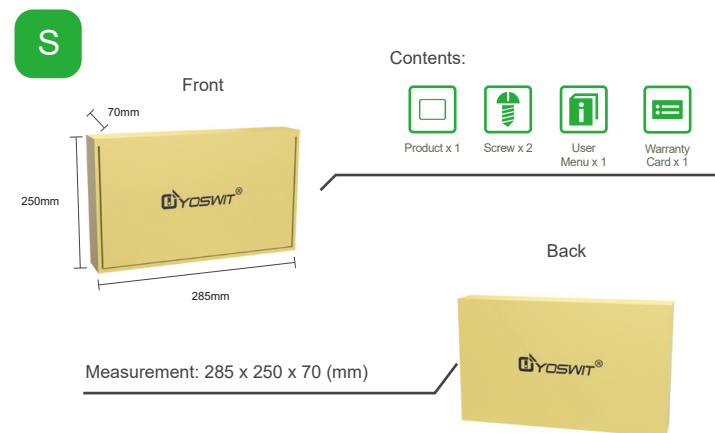 S
Contents:
Front
70mm
Product x 1
Screw x 2
User
Menu x 1
Warranty
Card x 1
250mm
YOSWIT®
285mm
Back
Measurement: 285 x 250 x 70 (mm)
YOSWIT®